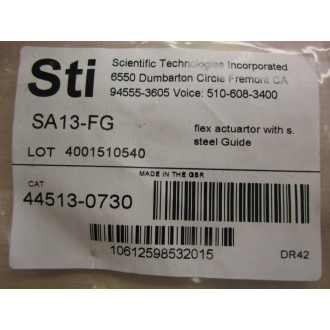 Sti
Scientific Technologies Incorporated
6550 Dumbarton Circle Fremont CA
94555-3605 Voice: 510-608-3400
SA13-FG
flex actuartor with s.
steel Guide
LOT 4001510540
MADE IN THE GBR
CAT
44513-0730
10612598532015
DR42